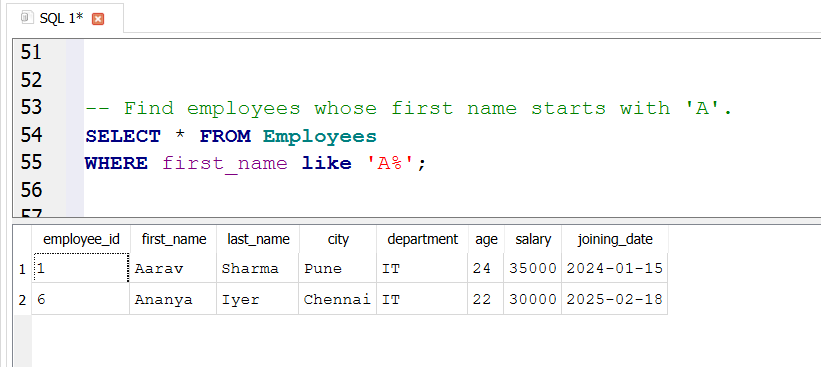 SQL 1*
51
52
53 -- Find employees whose first name starts with 'A'.
54 SELECT * FROM Employees
55 WHERE first_name like 'A%';
56
57
employee_id first_name last_name city department age salary joining_date
1 1 Aarav Sharma Pune IT 24 35000 2024-01-15
2 6 Ananya Iyer Chennai IT 22 30000 2025-02-18